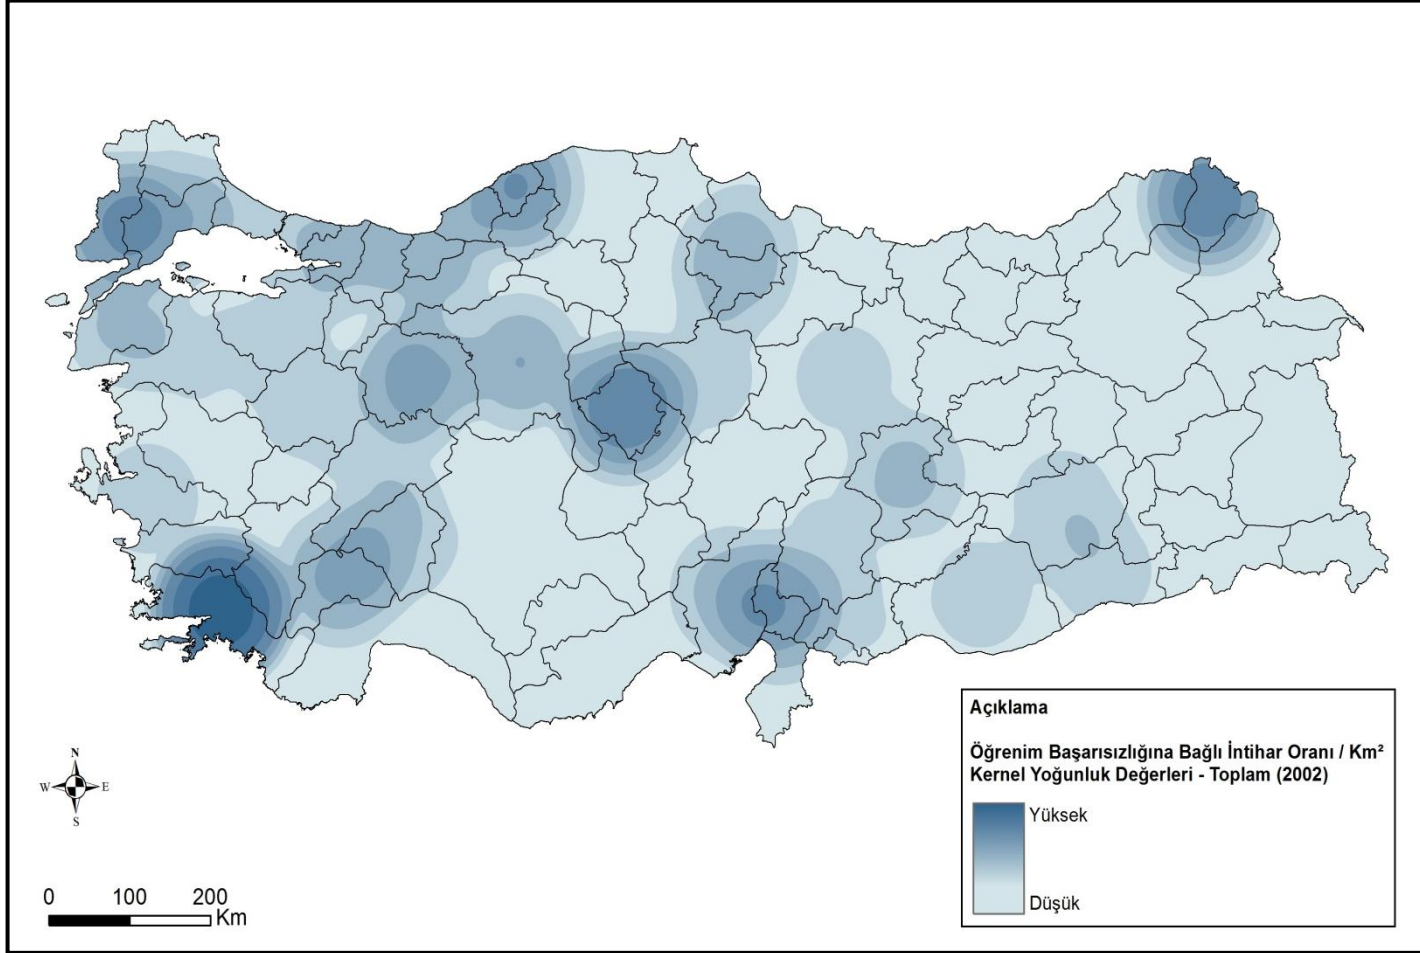 N
W E
S
0 100 200
Km
Açıklama
Öğrenim Başarısızlığına Bağlı İntihar Oranı / Km²
Kernel Yoğunluk Değerleri - Toplam (2002)
Yüksek
Düşük